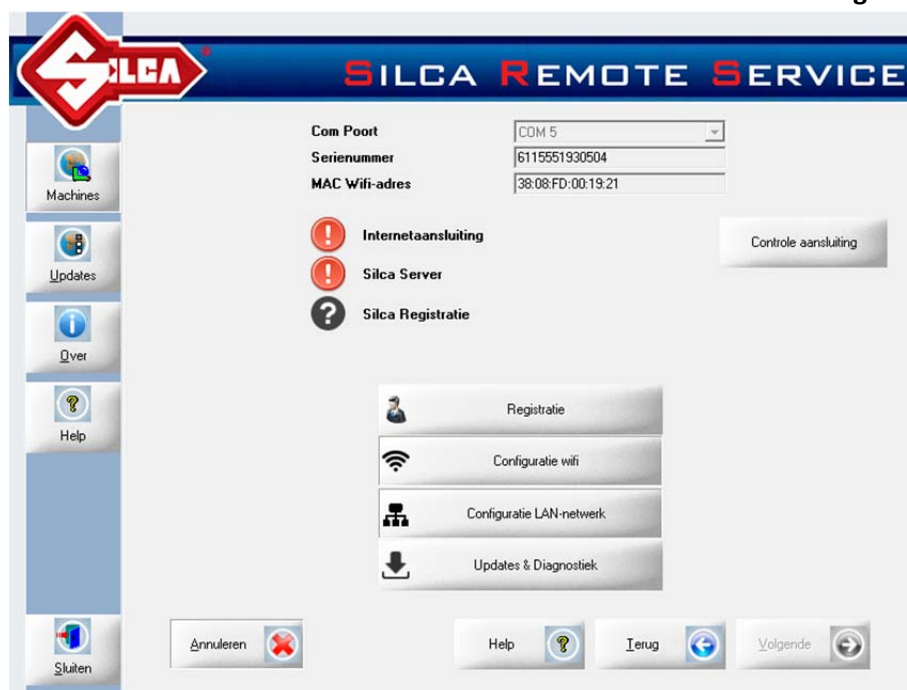 SILCA
SILCA REMOTE SERVICE
Com Poort
COM 5
Serienummer
6115551930504
MAC Wifi-adres
38:08:FD:00:19:21
Machines
Internetaansluiting
Controle aansluiting
Updates
Silca Server
Silca Registratie
Over
Help
Registratie
Configuratie wifi
Configuratie LAN-netwerk
Updates & Diagnostiek
Sluiten
Annuleren
Help
Terug
Volgende